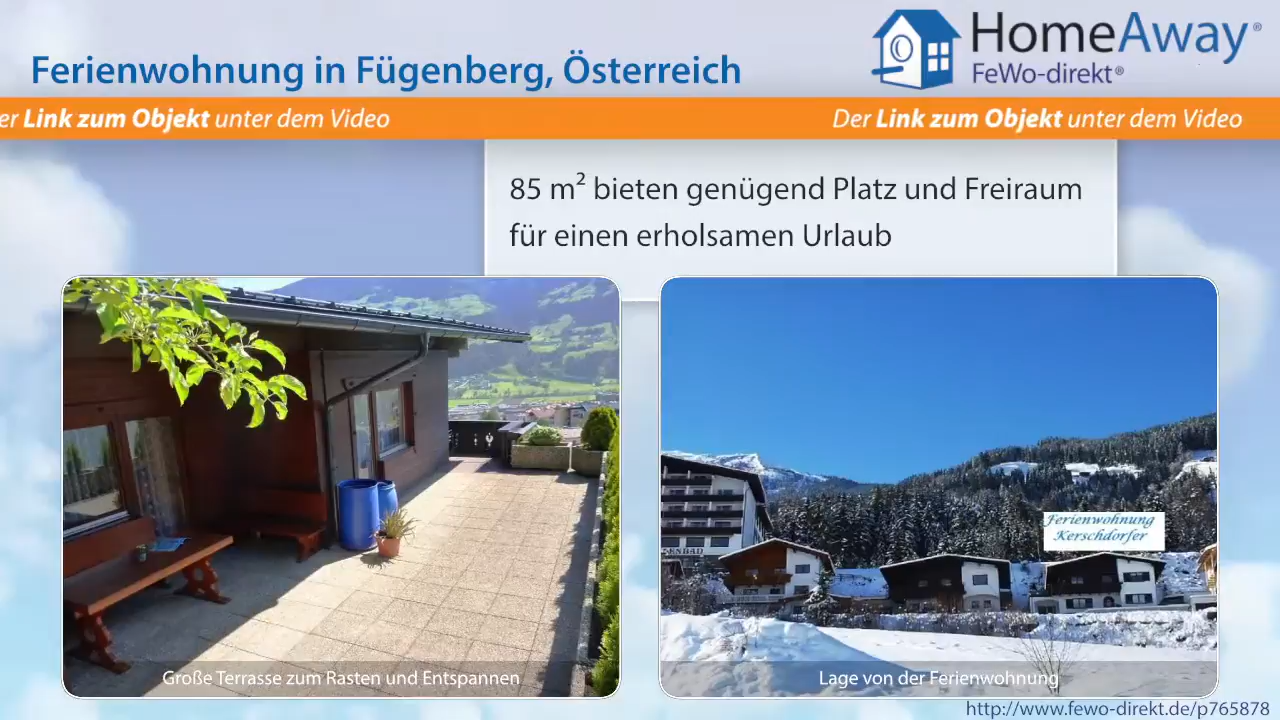 Ferienwohnung in Fügenberg, Österreich
HomeAway®
FeWo-direkt®
er Link zum Objekt unter dem Video
Der Link zum Objekt unter dem Video
85 m² bieten genügend Platz und Freiraum
für einen erholsamen Urlaub
ENBAD
Ferienwohnung
Kerschdorfer
Große Terrasse zum Rasten und Entspannen
Lage von der Ferienwohnung
http://www.fewo-direkt.de/p765878